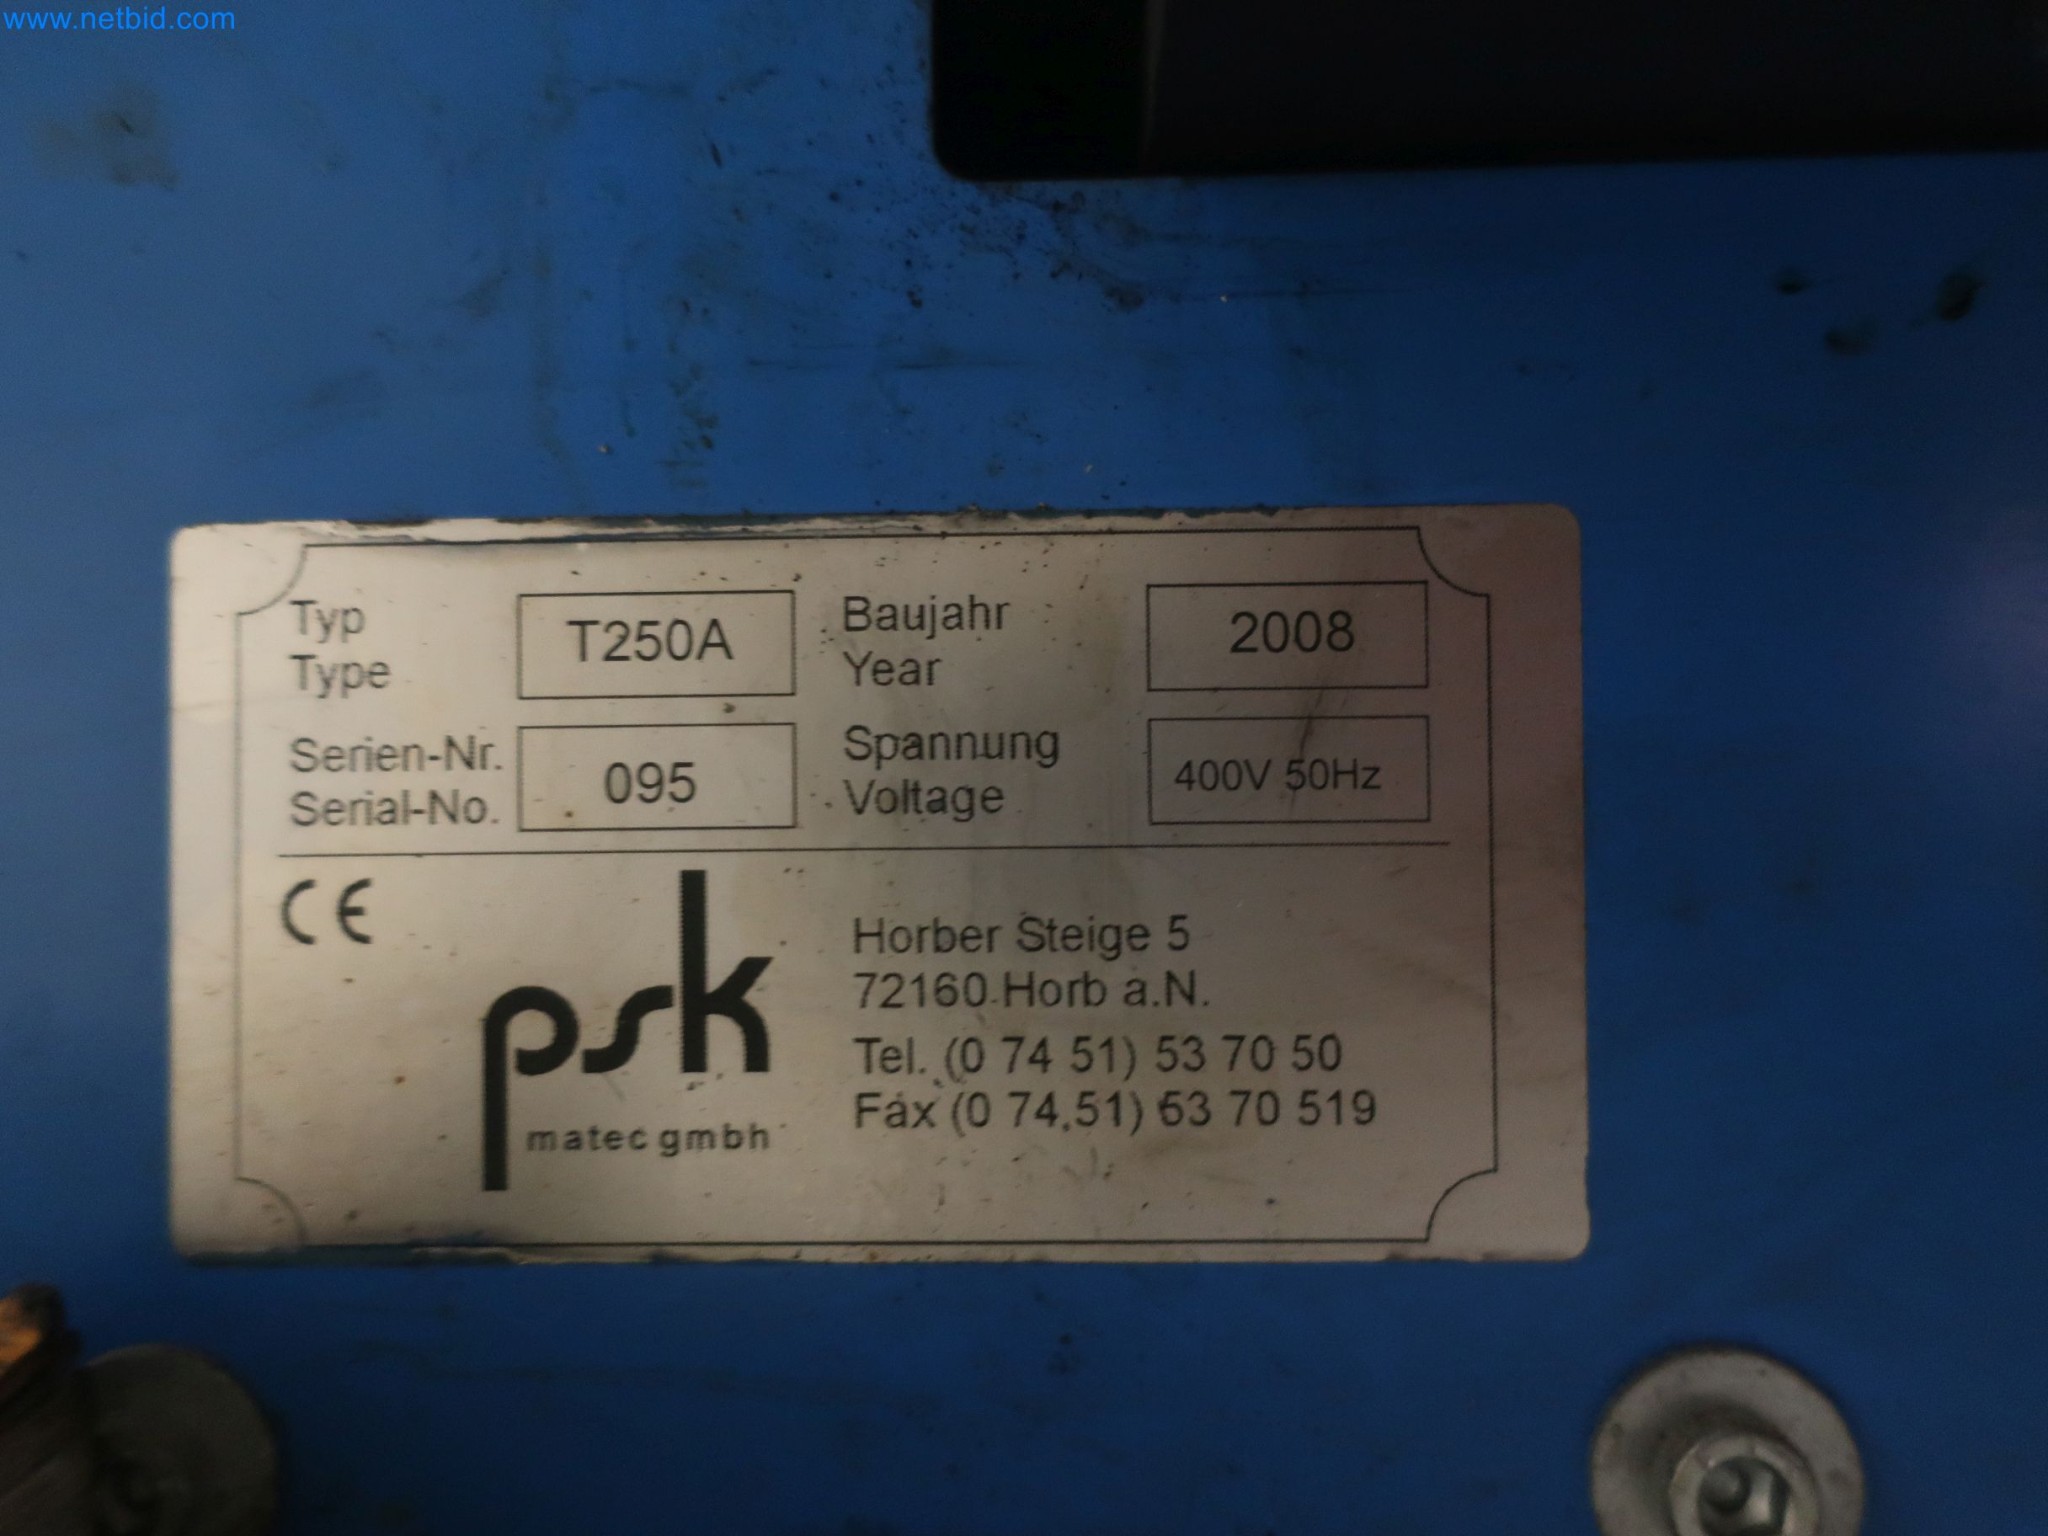 www.netbid.com
Typ
Type
T250A
Baujahr
Year
2008
Serien-Nr.
Serial-No.
095
Spannung
Voltage
400V 50Hz
CE
psk
matec gmbh
Horber Steige 5
72160 Horb a.N.
Tel. (0 74 51) 53 70 50
Fax (0 74 51) 53 70 519